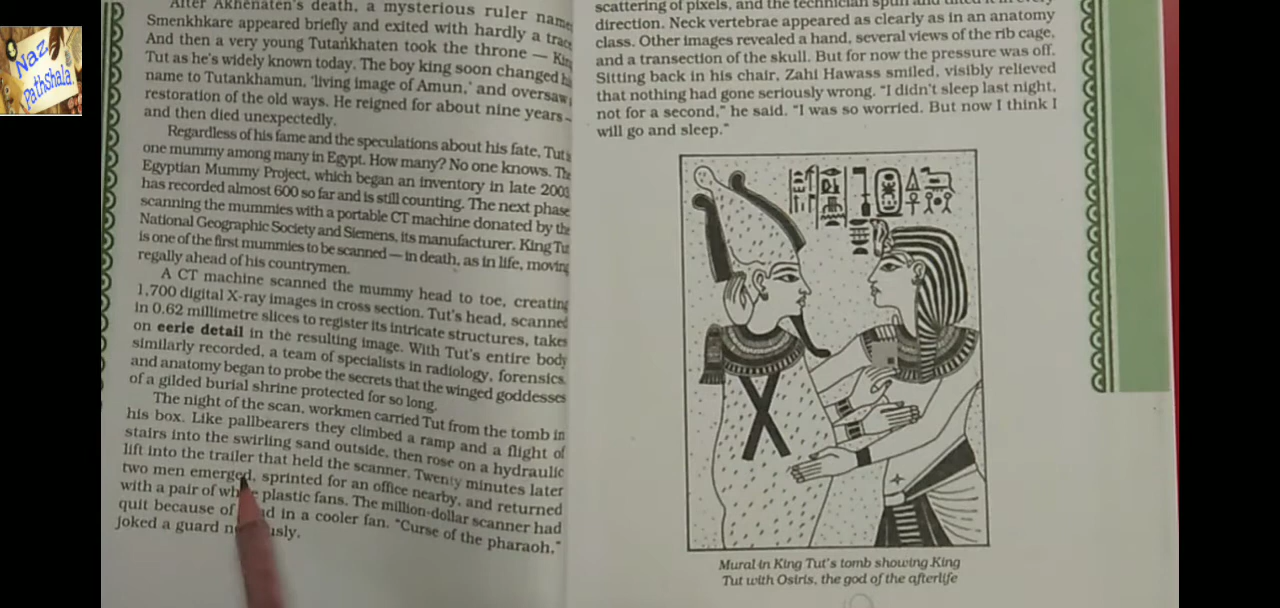 Naz
Pathshala
After Akhenaten's death, a mysterious ruler
Smenkhkare appeared briefly and exited with hardly a
And then a very young Tutankhaten took the throne —
Tut as he's widely known today. The boy king soon changed
name to Tutankhamun, 'living image of Amun,' and oversaw
restoration of the old ways. He reigned for about nine years —
and then died unexpectedly.
Regardless of his fame and the speculations about his fate, Tut
one mummy among many in Egypt. How many? No one knows. The
Egyptian Mummy Project, which began an inventory in late 2003
has recorded almost 600 so far and is still counting. The next phase
scanning the mummies with a portable CT machine donated by the
National Geographic Society and Siemens, its manufacturer. King Tut
is one of the first mummies to be scanned — in death, as in life, moving
regally ahead of his countrymen.
A CT machine scanned the mummy head to toe, creating
1,700 digital X-ray images in cross section. Tut's head, scanned
in 0.62 millimetre slices to register its intricate structures, takes
on eerie detail in the resulting image. With Tut's entire body
similarly recorded, a team of specialists in radiology, forensics,
and anatomy began to probe the secrets that the winged goddesses
of a gilded burial shrine protected for so long.
The night of the scan, workmen carried Tut from the tomb in
his box. Like pallbearers they climbed a ramp and a flight of
stairs into the swirling sand outside, then rose on a hydraulic
lift into the trailer that held the scanner. Twenty minutes later
two men emerged, sprinted for an office nearby, and returned
with a pair of white plastic fans. The million-dollar scanner had
quit because of in a cooler fan. "Curse of the pharaoh,"
joked a guard nervously.
scattering of pixels, and the technician spun and tilted it in every
direction. Neck vertebrae appeared as clearly as in an anatomy
class. Other images revealed a hand, several views of the rib cage,
and a transection of the skull. But for now the pressure was off.
Sitting back in his chair, Zahi Hawass smiled, visibly relieved
that nothing had gone seriously wrong. "I didn't sleep last night,
not for a second," he said. "I was so worried. But now I think I
will go and sleep."
Mural in King Tut's tomb showing King
Tut with Osiris, the god of the afterlife